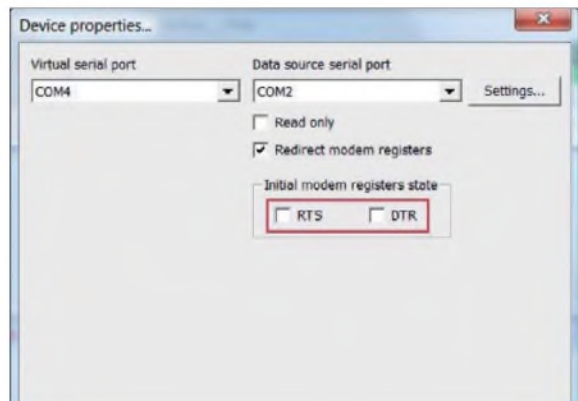 Device properties...
Virtual serial port
Data source serial port
COM4
COM2
Settings...
Read only
Redirect modem registers
Initial modem registers state
RTS
DTR